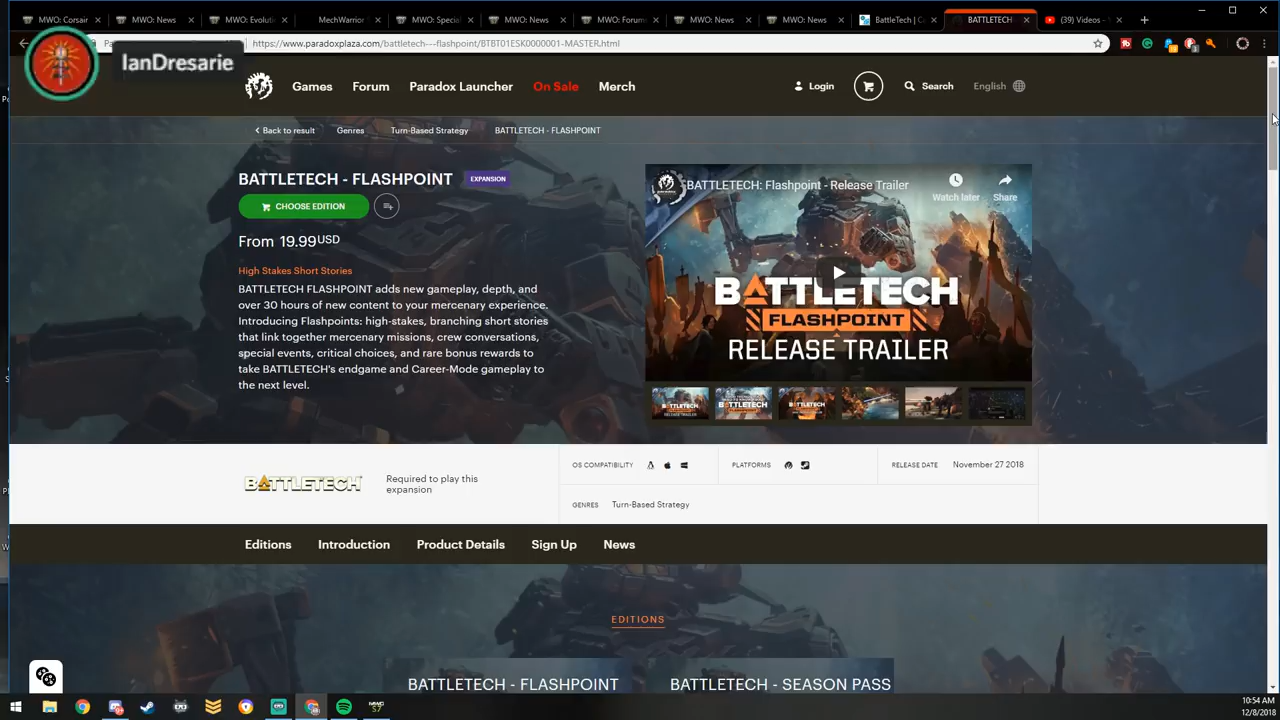 MWO: Corsair
MWO: News
MWO: Evoluti
MechWarrior
MWO: Speci
MWO: News
MWO: Forum
MWO: News
MWO: News
BattleTech | C
BATTLETECH
(39) Videos -
IanDresarie
https://www.paradoxplaza.com/battletech---flashpoint/BTBT01ESK0000001-MASTER.html
Games
Forum
Paradox Launcher
On Sale
Merch
Login
Search
English
Back to result
Genres
Turn-Based Strategy
BATTLETECH - FLASHPOINT
BATTLETECH - FLASHPOINT
EXPANSION
CHOOSE EDITION
From 19.99USD
High Stakes Short Stories
BATTLETECH FLASHPOINT adds new gameplay, depth, and
over 30 hours of new content to your mercenary experience.
Introducing Flashpoints: high-stakes, branching short stories
that link together mercenary missions, crew conversations,
special events, critical choices, and rare bonus rewards to
take BATTLETECH's endgame and Career-Mode gameplay to
the next level.
BATTLETECH: Flashpoint - Release Trailer
Watch later
Share
BATTLETECH
FLASHPOINT
RELEASE TRAILER
BATTLETECH
Required to play this
expansion
OS COMPATIBILITY
PLATFORMS
RELEASE DATE
November 27 2018
GENRES
Turn-Based Strategy
Editions
Introduction
Product Details
Sign Up
News
EDITIONS
BATTLETECH - FLASHPOINT
BATTLETECH - SEASON PASS
10:54 AM
12/8/2018